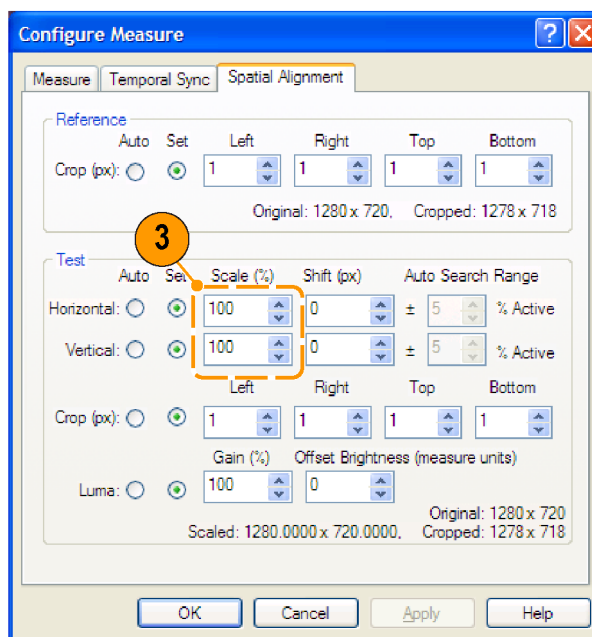 Configure Measure
Measure Temporal Sync Spatial Alignment
Reference
Auto Set Left Right Top Bottom
Crop (px): 1 1 1 1
Original: 1280 x 720, Cropped: 1278 x 718
3
Test
Auto Set Scale (%) Shift (px) Auto Search Range
Horizontal: 100 0 ± 5 % Active
Vertical: 100 0 ± 5 % Active
Left Right Top Bottom
Crop (px): 1 1 1 1
Gain (%) Offset Brightness (measure units)
Luma: 100 0
Original: 1280 x 720
Scaled: 1280.0000 x 720.0000, Cropped: 1278 x 718
OK Cancel Apply Help